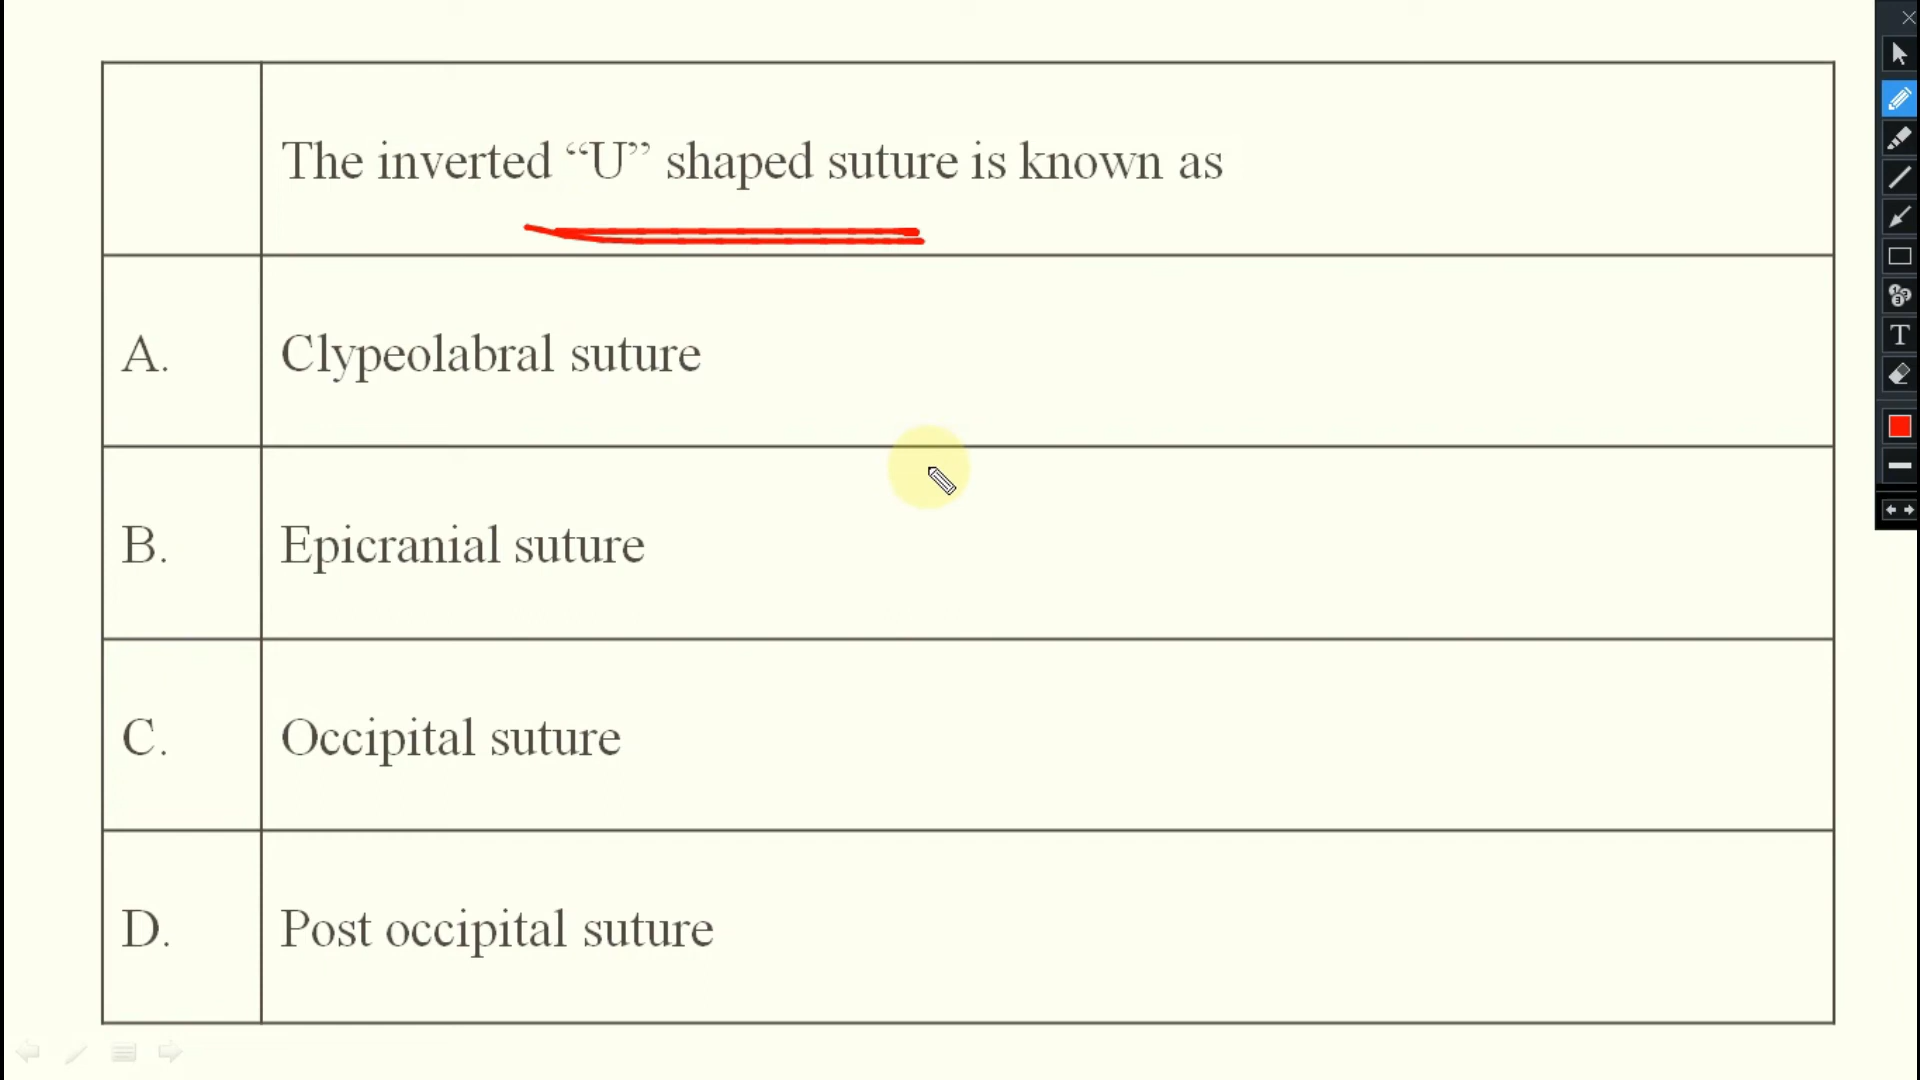 The inverted “U” shaped suture is known as
A. Clypeolabral suture
B. Epicranial suture
C. Occipital suture
D. Post occipital suture
T